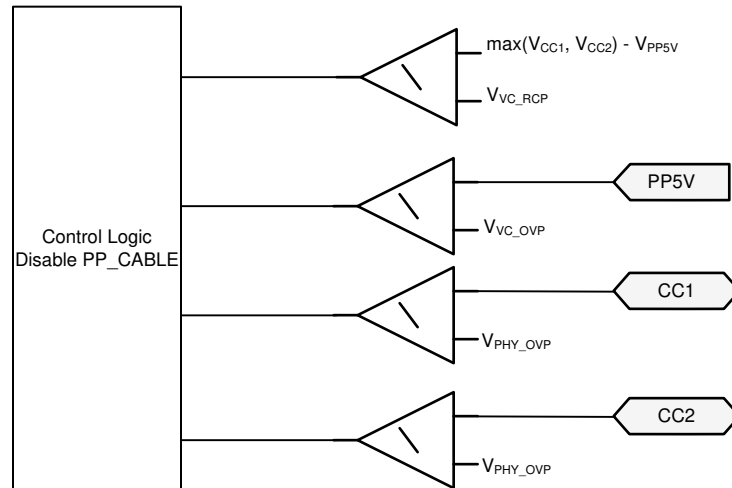 max(VCC1, VCC2) - VPP5V
VVC_RCP
PP5V
VVC_OVP
Control Logic
Disable PP_CABLE
CC1
VPHY_OVP
CC2
VPHY_OVP